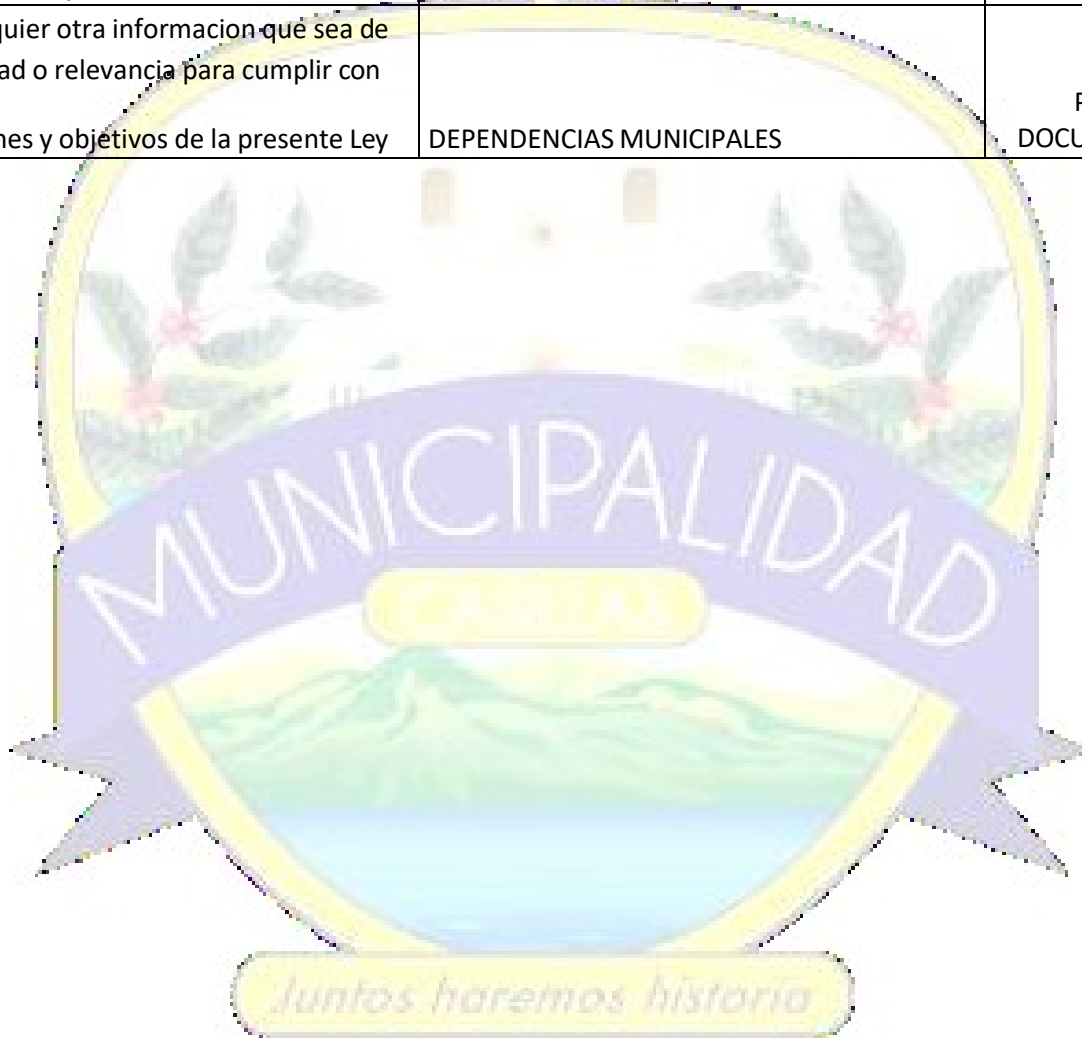 quier otra informacion que sea de
ad o relevancia para cumplir con
nes y objetivos de la presente Ley
DEPENDENCIAS MUNICIPALES
DOCU
MUNICIPALIDAD
CASILLAS
Juntos haremos historia